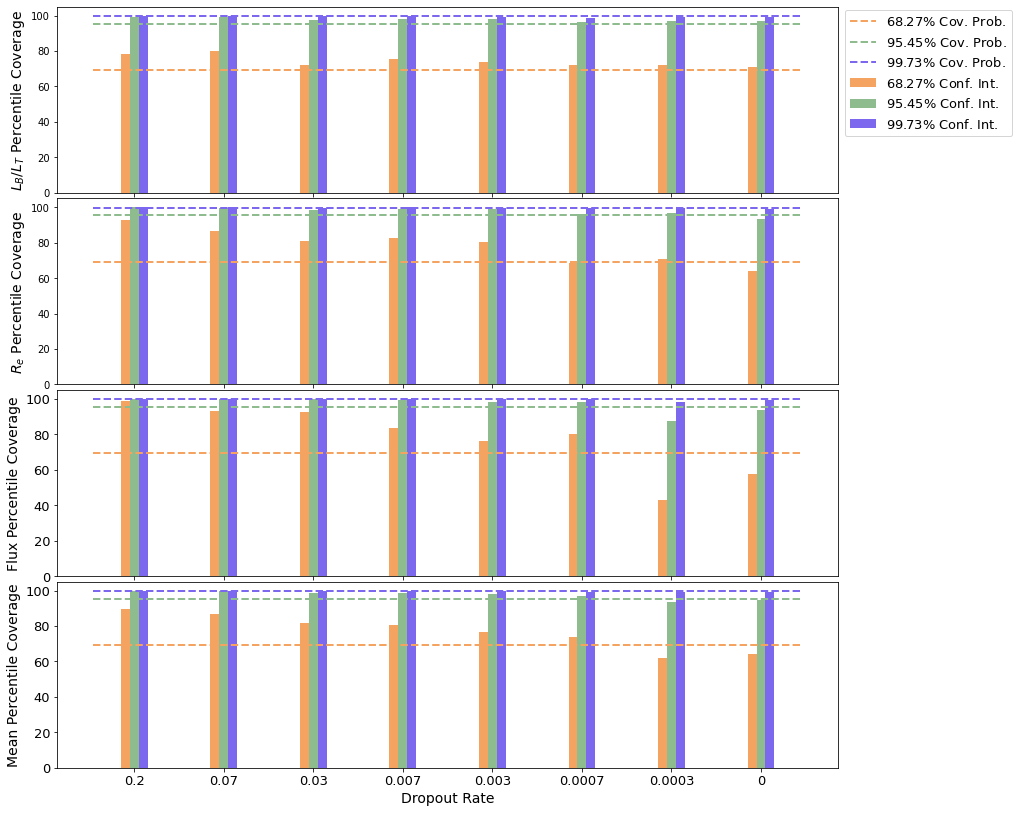 L_B/L_T Percentile Coverage
100
80
60
40
20
0
68.27% Cov. Prob.
95.45% Cov. Prob.
99.73% Cov. Prob.
68.27% Conf. Int.
95.45% Conf. Int.
99.73% Conf. Int.
R_e Percentile Coverage
100
80
60
40
20
0
Flux Percentile Coverage
100
80
60
40
20
0
Mean Percentile Coverage
100
80
60
40
20
0
0.2 0.07 0.03 0.007 0.003 0.0007 0.0003 0
Dropout Rate